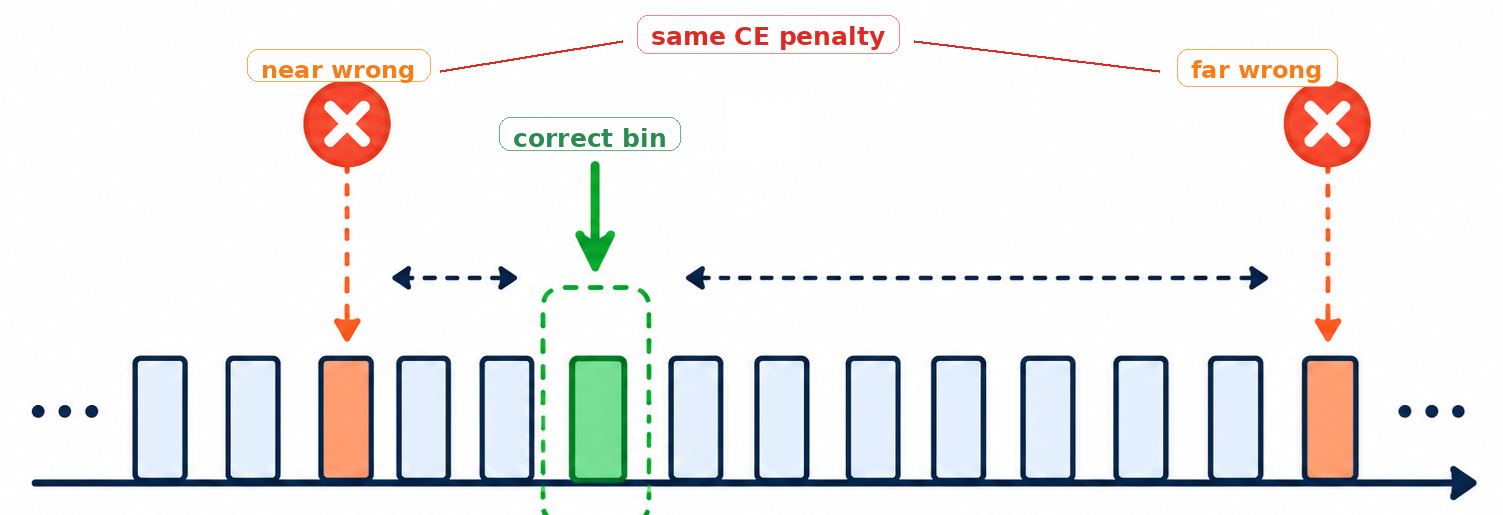 same CE penalty
near wrong
far wrong
correct bin